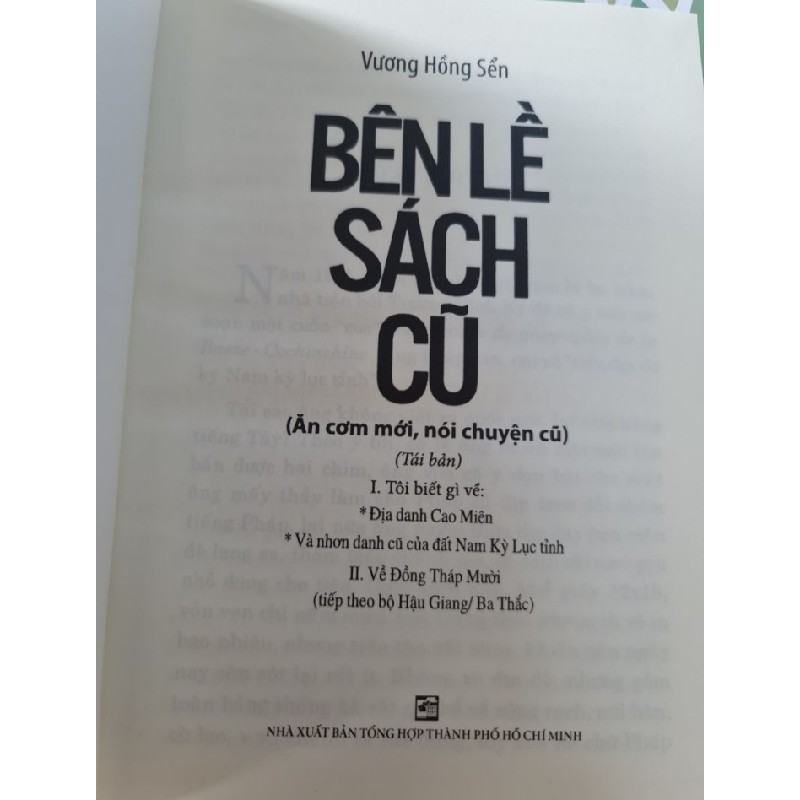 Vương Hồng Sển
BÊN LỀ
SÁCH
CŨ
(Ăn cơm mới, nói chuyện cũ)
(Tái bản)
I. Tôi biết gì về:
* Địa danh Cao Miên
* Và nhơn danh cũ của đất Nam Kỳ Lục tỉnh
II. Về Đồng Tháp Mười
(tiếp theo bộ Hậu Giang/ Ba Thắc)
NHÀ XUẤT BẢN TỔNG HỢP THÀNH PHỐ HỒ CHÍ MINH